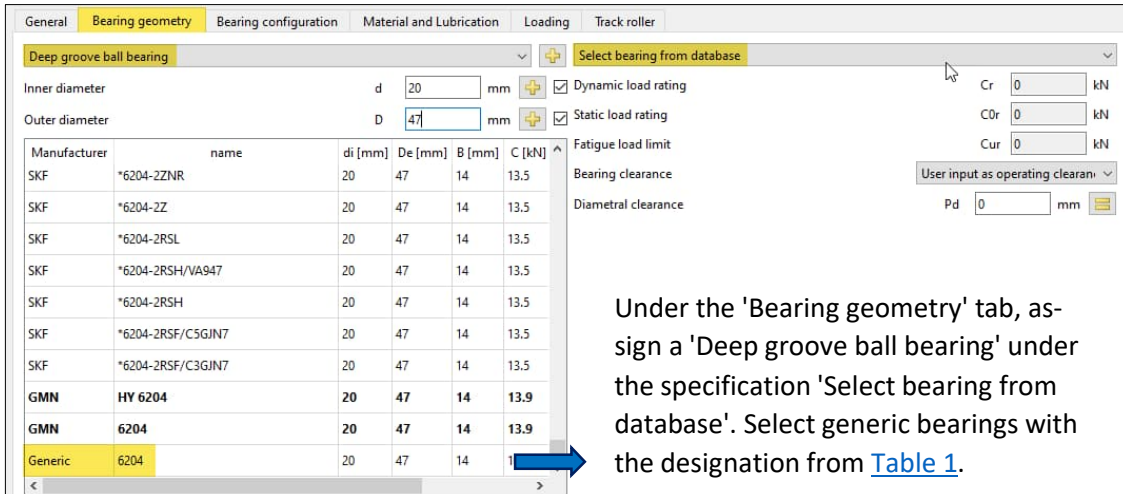 General Bearing geometry Bearing configuration Material and Lubrication Loading Track roller
Deep groove ball bearing Select bearing from database
Inner diameter d 20 mm Dynamic load rating Cr 0 kN
Outer diameter D 47 mm Static load rating C0r 0 kN
Fatigue load limit Cur 0 kN
Bearing clearance User input as operating
Diametral clearance Pd 0 mm
Manufacturer name di [mm] De [mm] B [mm] C [kN]
SKF *6204-2ZNR 20 47 14 13.5
SKF *6204-2Z 20 47 14 13.5
SKF *6204-2RSL 20 47 14 13.5
SKF *6204-2RSH/VA947 20 47 14 13.5
SKF *6204-2RSH 20 47 14 13.5
SKF *6204-2RSF/C5GJN7 20 47 14 13.5
SKF *6204-2RSF/C3GJN7 20 47 14 13.5
GMN HY 6204 20 47 14 13.9
GMN 6204 20 47 14 13.9
Generic 6204 20 47 14
Under the 'Bearing geometry' tab, as-
sign a 'Deep groove ball bearing' under
the specification 'Select bearing from
database'. Select generic bearings with
the designation from Table 1.